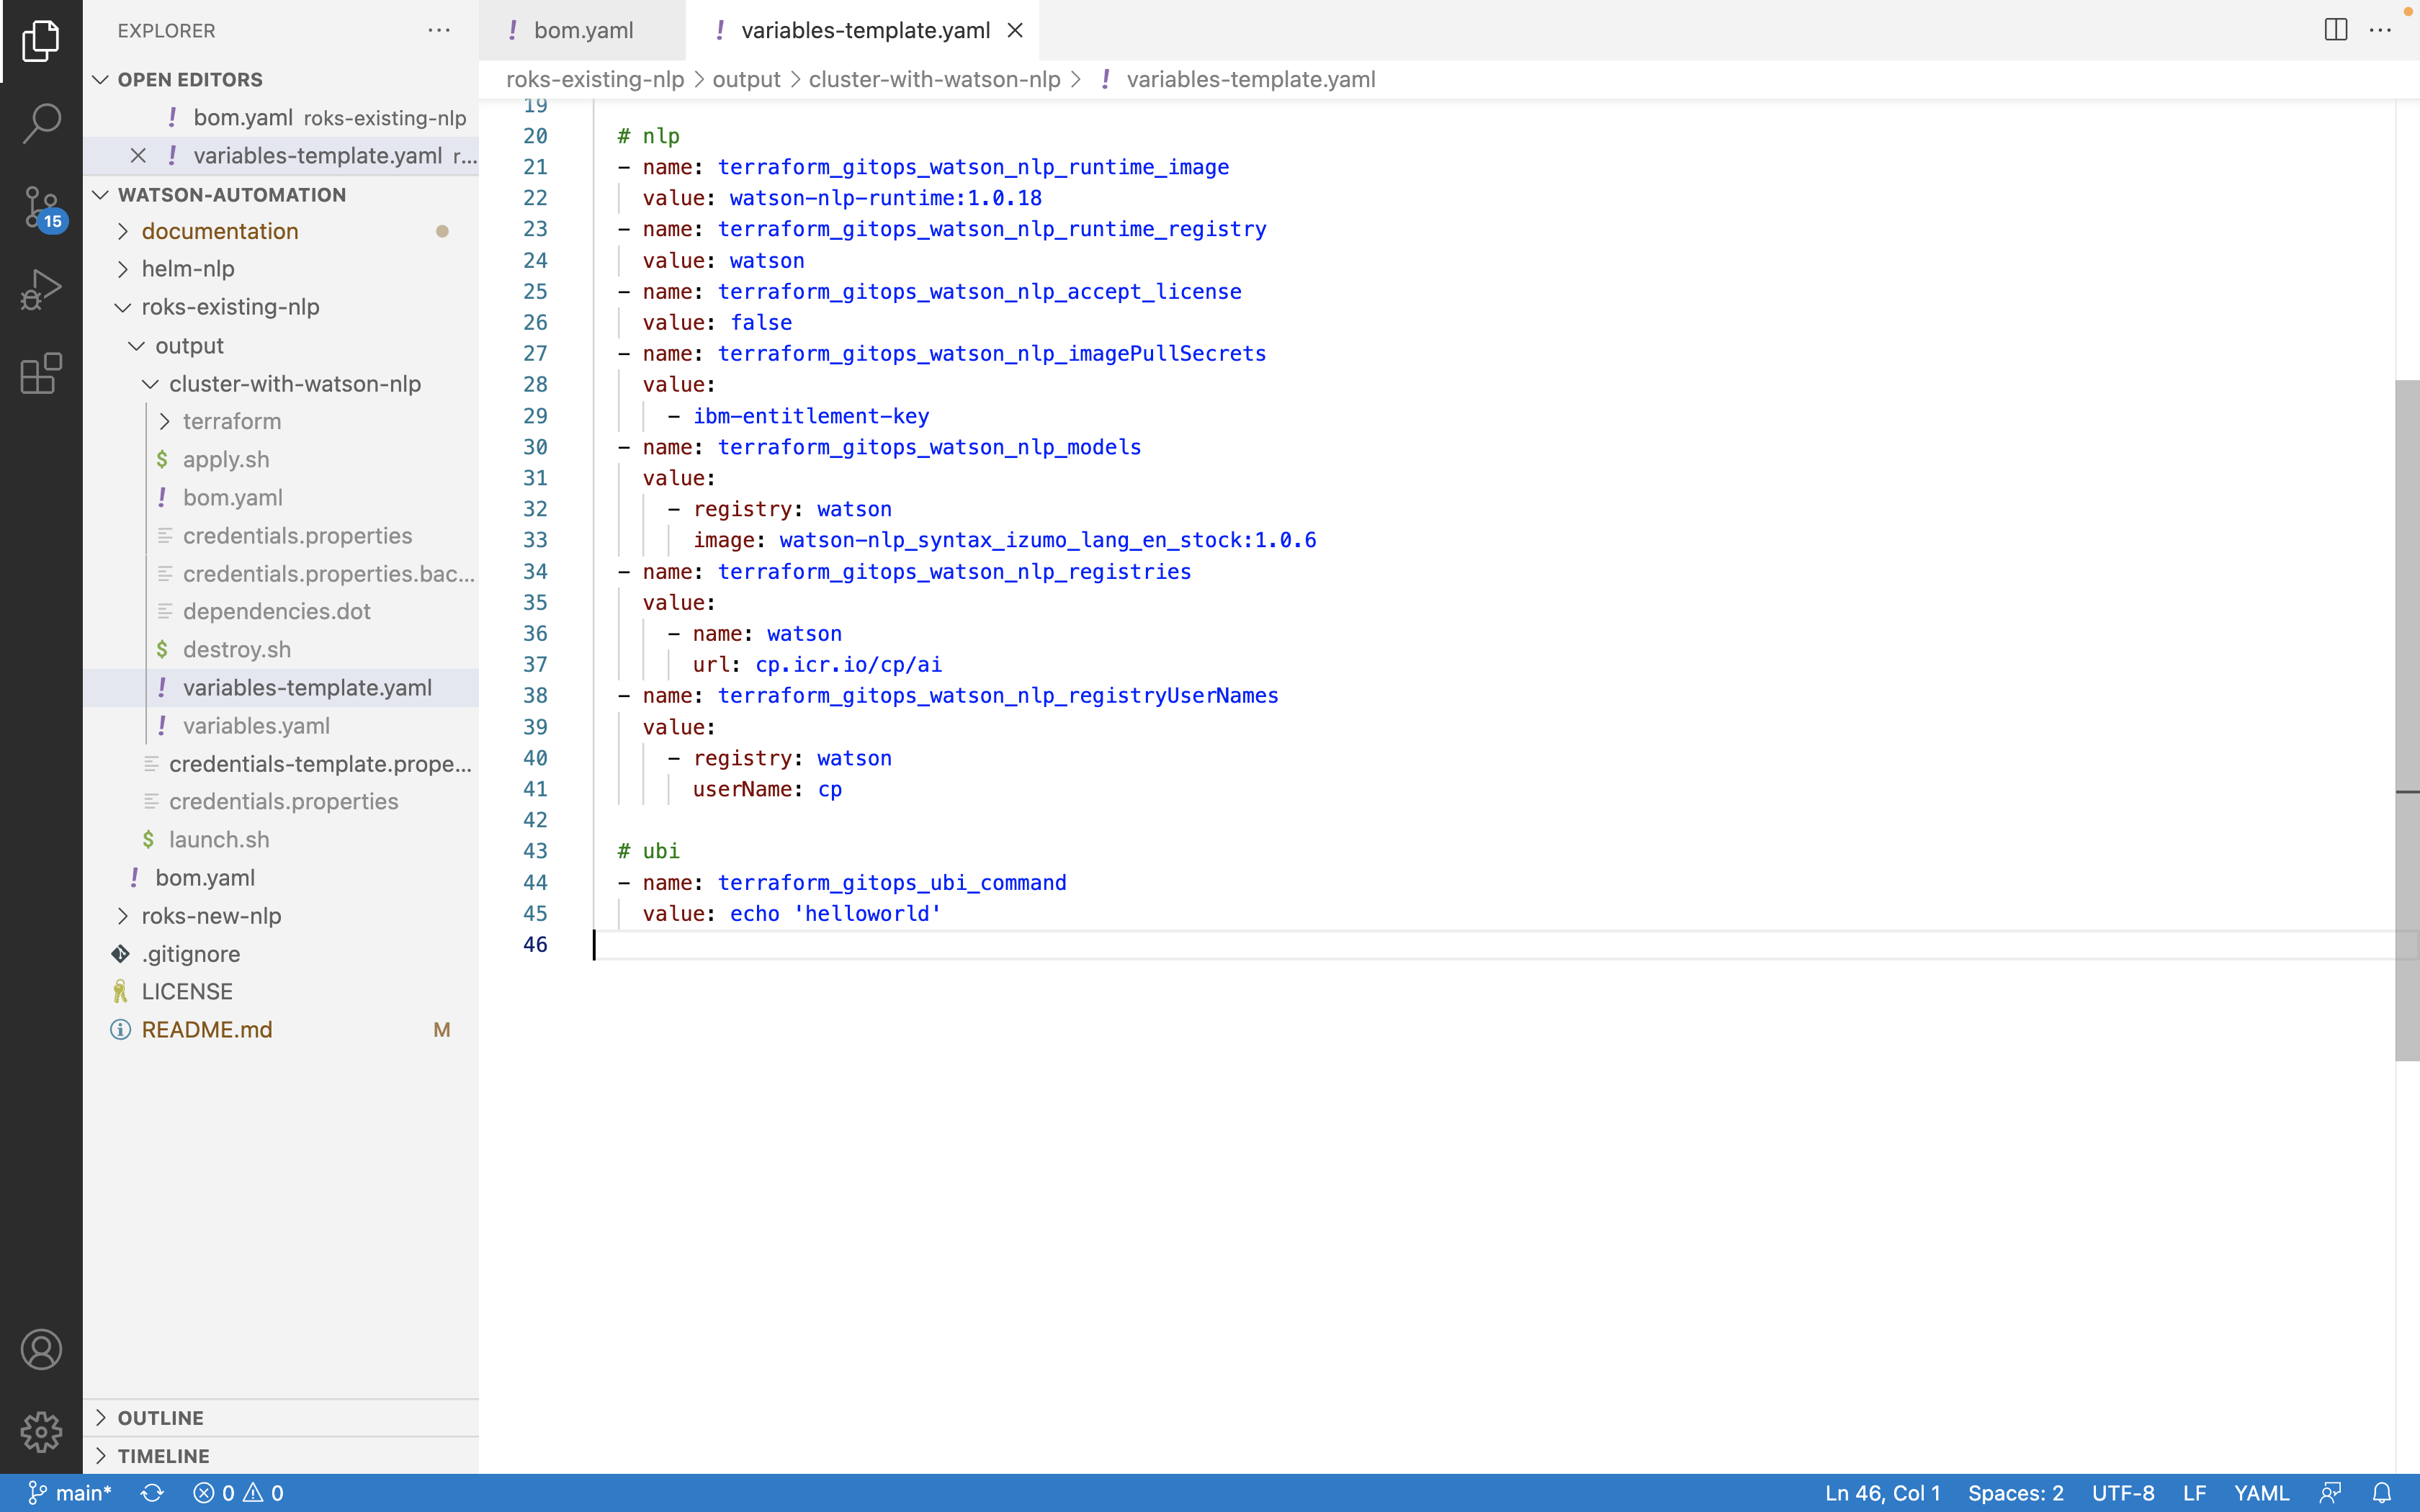 EXPLORER
OPEN EDITORS
bom.yaml roks-existing-nlp
variables-template.yaml r...
WATSON-AUTOMATION
documentation
helm-nlp
roks-existing-nlp
output
cluster-with-watson-nlp
terraform
$ apply.sh
! bom.yaml
credentials.properties
credentials.properties.bac...
dependencies.dot
$ destroy.sh
! variables-template.yaml
! variables.yaml
credentials-template.prope...
credentials.properties
$ launch.sh
! bom.yaml
roks-new-nlp
.gitignore
LICENSE
README.md M
OUTLINE
TIMELINE
15
! bom.yaml
! variables-template.yaml
roks-existing-nlp > output > cluster-with-watson-nlp > ! variables-template.yaml
19
20 # nlp
21 - name: terraform_gitops_watson_nlp_runtime_image
22 value: watson-nlp-runtime:1.0.18
23 - name: terraform_gitops_watson_nlp_runtime_registry
24 value: watson
25 - name: terraform_gitops_watson_nlp_accept_license
26 value: false
27 - name: terraform_gitops_watson_nlp_imagePullSecrets
28 value:
29 - ibm-entitlement-key
30 - name: terraform_gitops_watson_nlp_models
31 value:
32 - registry: watson
33 image: watson-nlp_syntax_izumo_lang_en_stock:1.0.6
34 - name: terraform_gitops_watson_nlp_registries
35 value:
36 - name: watson
37 url: cp.icr.io/cp/ai
38 - name: terraform_gitops_watson_nlp_registryUserNames
39 value:
40 - registry: watson
41 userName: cp
42
43 # ubi
44 - name: terraform_gitops_ubi_command
45 value: echo 'helloworld'
46
main* 0 0 Ln 46, Col 1 Spaces: 2 UTF-8 LF YAML